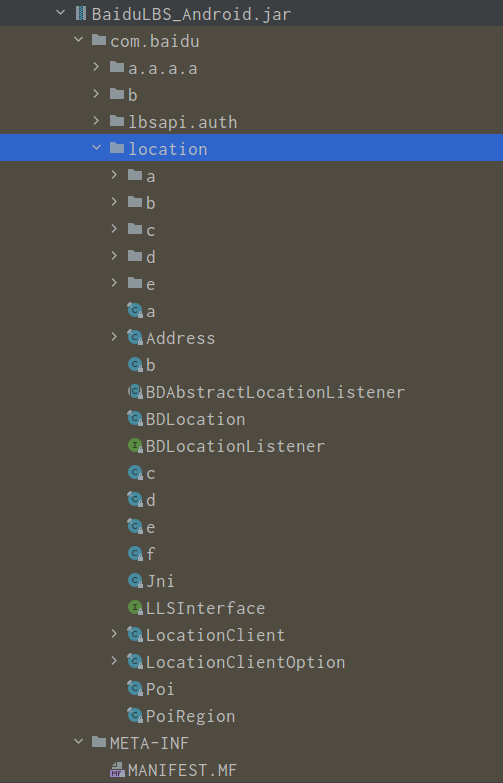 BaiduLBS_Android.jar
com.baidu
a.a.a.a
b
lbsapi.auth
location
a
b
c
d
e
a
Address
b
BDAbstractLocationListener
BDLocation
BDLocationListener
c
d
e
f
Jni
LLSInterface
LocationClient
LocationClientOption
Poi
PoiRegion
META-INF
MANIFEST.MF